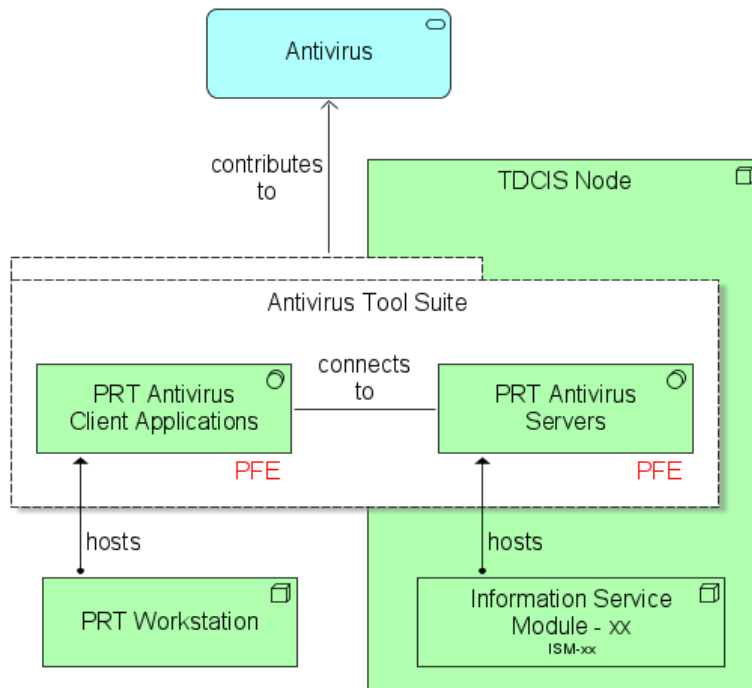 Antivirus
contributes
to
TDCIS Node
Antivirus Tool Suite
PRT Antivirus
Client Applications
PFE
connects
to
PRT Antivirus
Servers
PFE
hosts
hosts
PRT Workstation
Information Service
Module - xx
ISM-xx